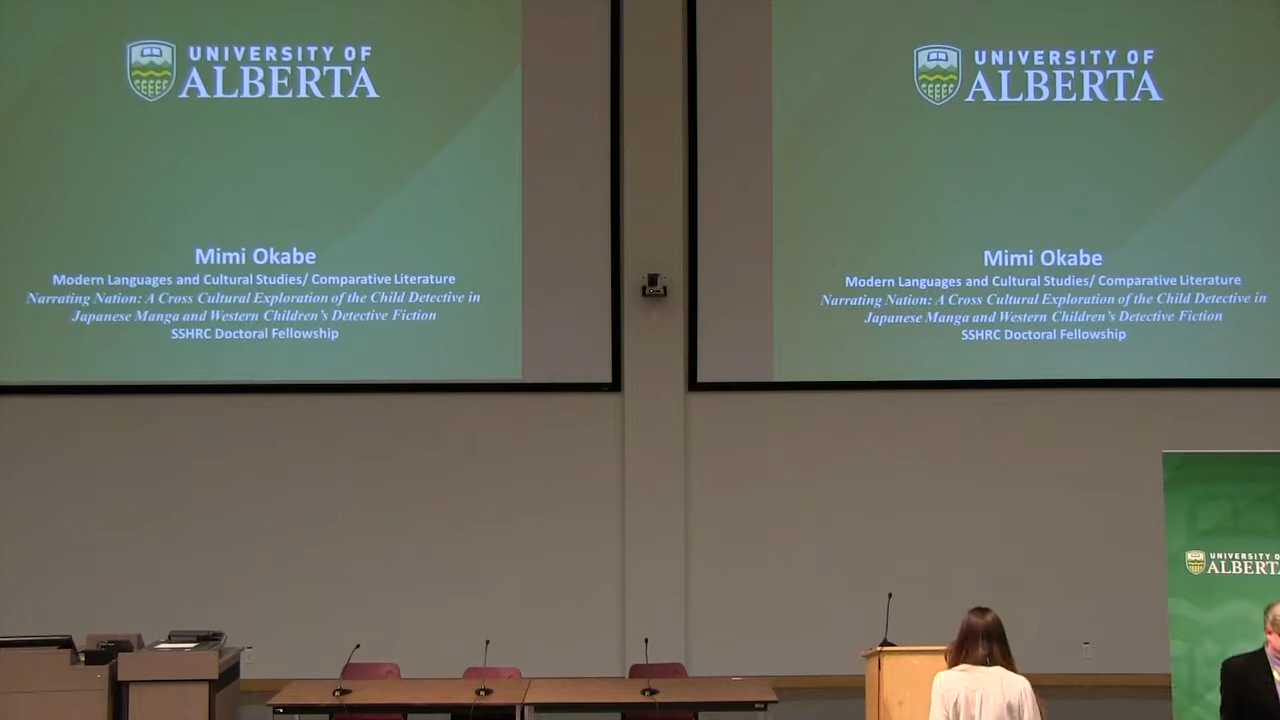 UNIVERSITY OF
ALBERTA
Mimi Okabe
Modern Languages and Cultural Studies/ Comparative Literature
Narrating Nation: A Cross Cultural Exploration of the Child Detective in
Japanese Manga and Western Children's Detective Fiction
SSHRC Doctoral Fellowship
UNIVERSITY OF
ALBERTA
Mimi Okabe
Modern Languages and Cultural Studies/ Comparative Literature
Narrating Nation: A Cross Cultural Exploration of the Child Detective in
Japanese Manga and Western Children's Detective Fiction
SSHRC Doctoral Fellowship
UNIVERSITY O
ALBERTA